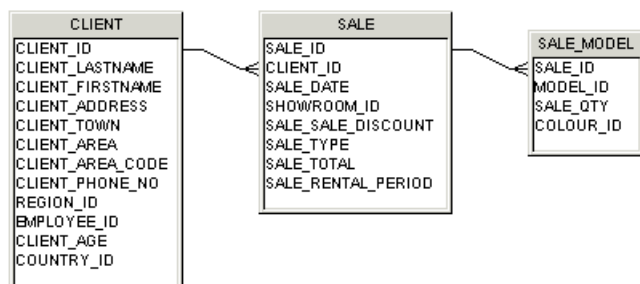 CLIENT
CLIENT_ID
CLIENT_LASTNAME
CLIENT_FIRSTNAME
CLIENT_ADDRESS
CLIENT_TOWN
CLIENT_AREA
CLIENT_AREA_CODE
CLIENT_PHONE_NO
REGION_ID
EMPLOYEE_ID
CLIENT_AGE
COUNTRY_ID
SALE
SALE_ID
CLIENT_ID
SALE_DATE
SHOWROOM_ID
SALE_SALE_DISCOUNT
SALE_TYPE
SALE_TOTAL
SALE_RENTAL_PERIOD
SALE_MODEL
SALE_ID
MODEL_ID
SALE_QTY
COLOUR_ID